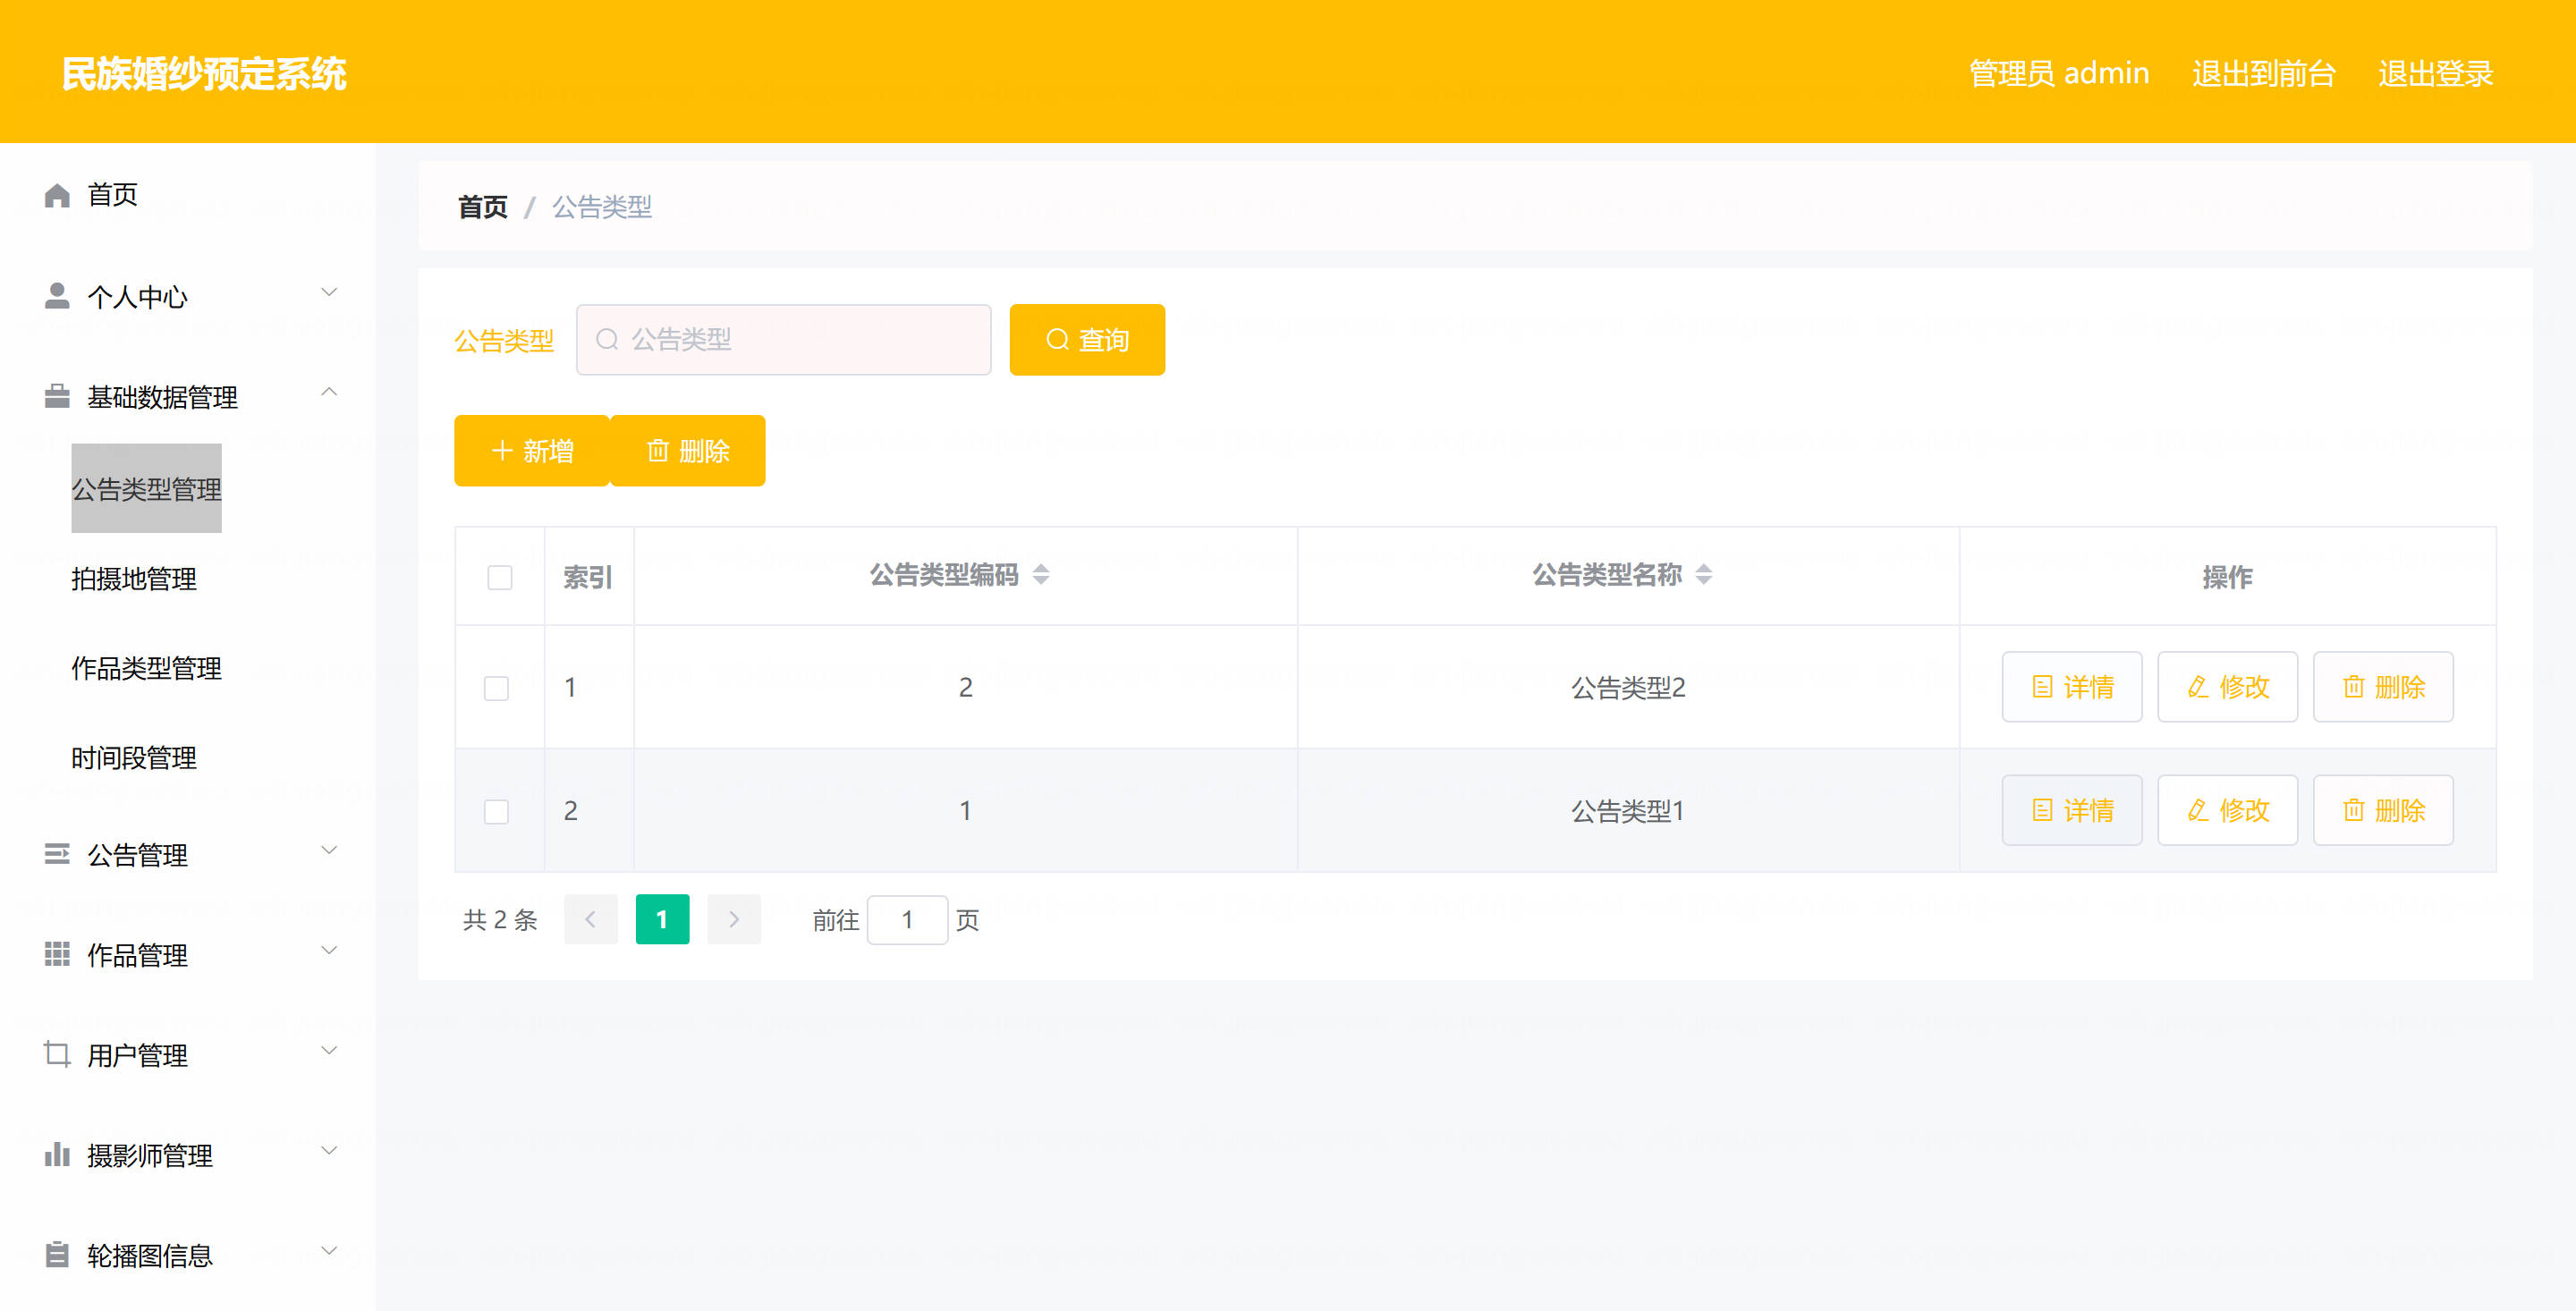 民族婚纱预定系统
管理员 admin 退出到前台 退出登录
首页
个人中心
基础数据管理
公告类型管理
拍摄地管理
作品类型管理
时间段管理
公告管理
作品管理
用户管理
摄影师管理
轮播图信息
首页 / 公告类型
公告类型 公告类型 查询
新增 删除
索引 公告类型编码 公告类型名称 操作
1 2 公告类型2 详情 修改 删除
2 1 公告类型1 详情 修改 删除
共 2 条 1 前往 1 页